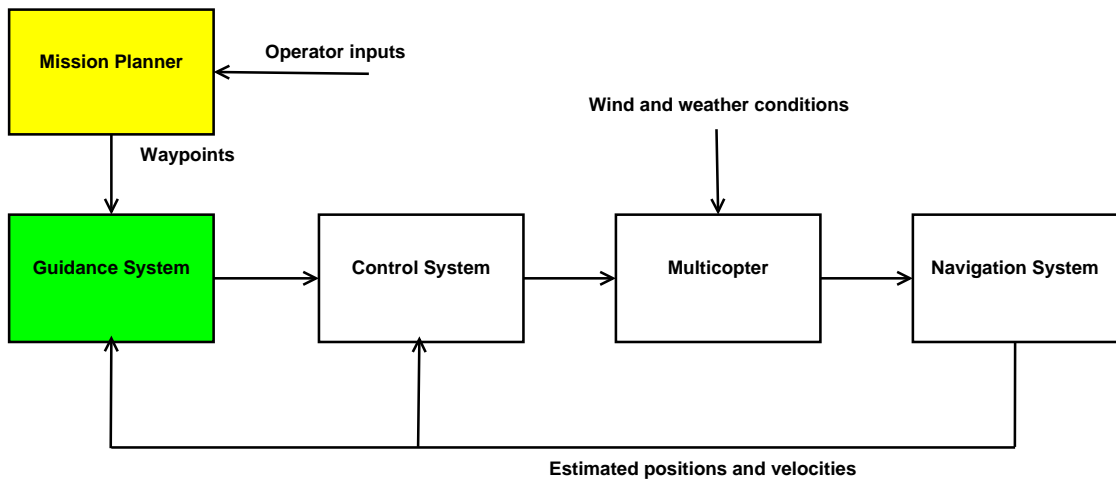 Mission Planner
Operator inputs
Wind and weather conditions
Waypoints
Guidance System
Control System
Multicopter
Navigation System
Estimated positions and velocities